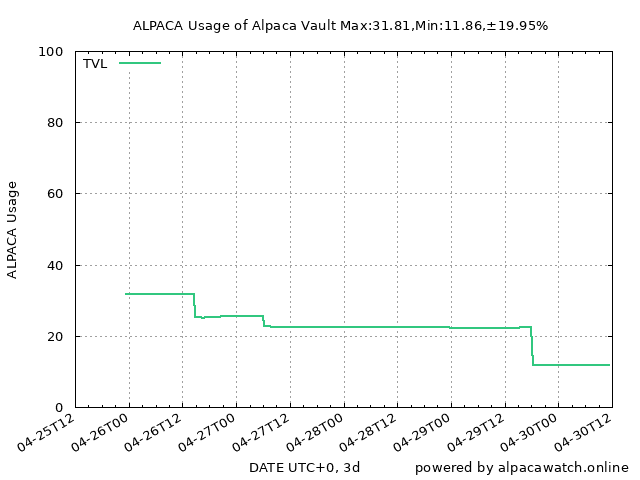 ALPACA Usage of Alpaca Vault Max:31.81,Min:11.86,±19.95%
100
TVL
80
60
40
20
0
ALPACA Usage
04-25T12
04-26T00
04-26T12
04-27T00
04-27T12
04-28T00
04-28T12
04-29T00
04-29T12
04-30T00
04-30T12
DATE UTC+0, 3d
powered by alpacawatch.online